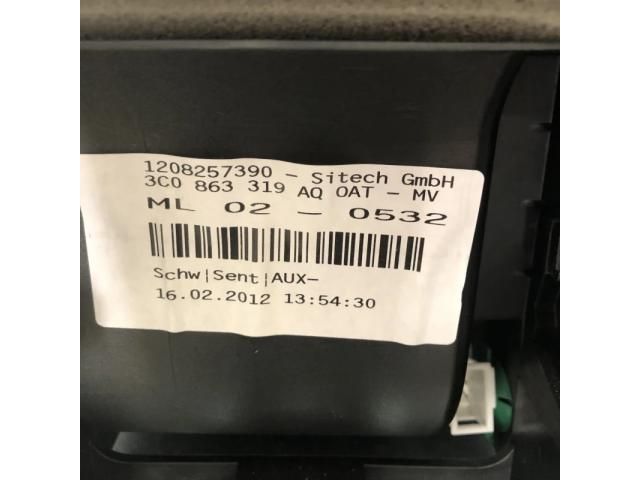 1208257390 - Sitech GmbH
3C0 863 319 AQ OAT - MV
ML 02 - 0532
Schw|Sent|AUX-
16.02.2012 13:54:30